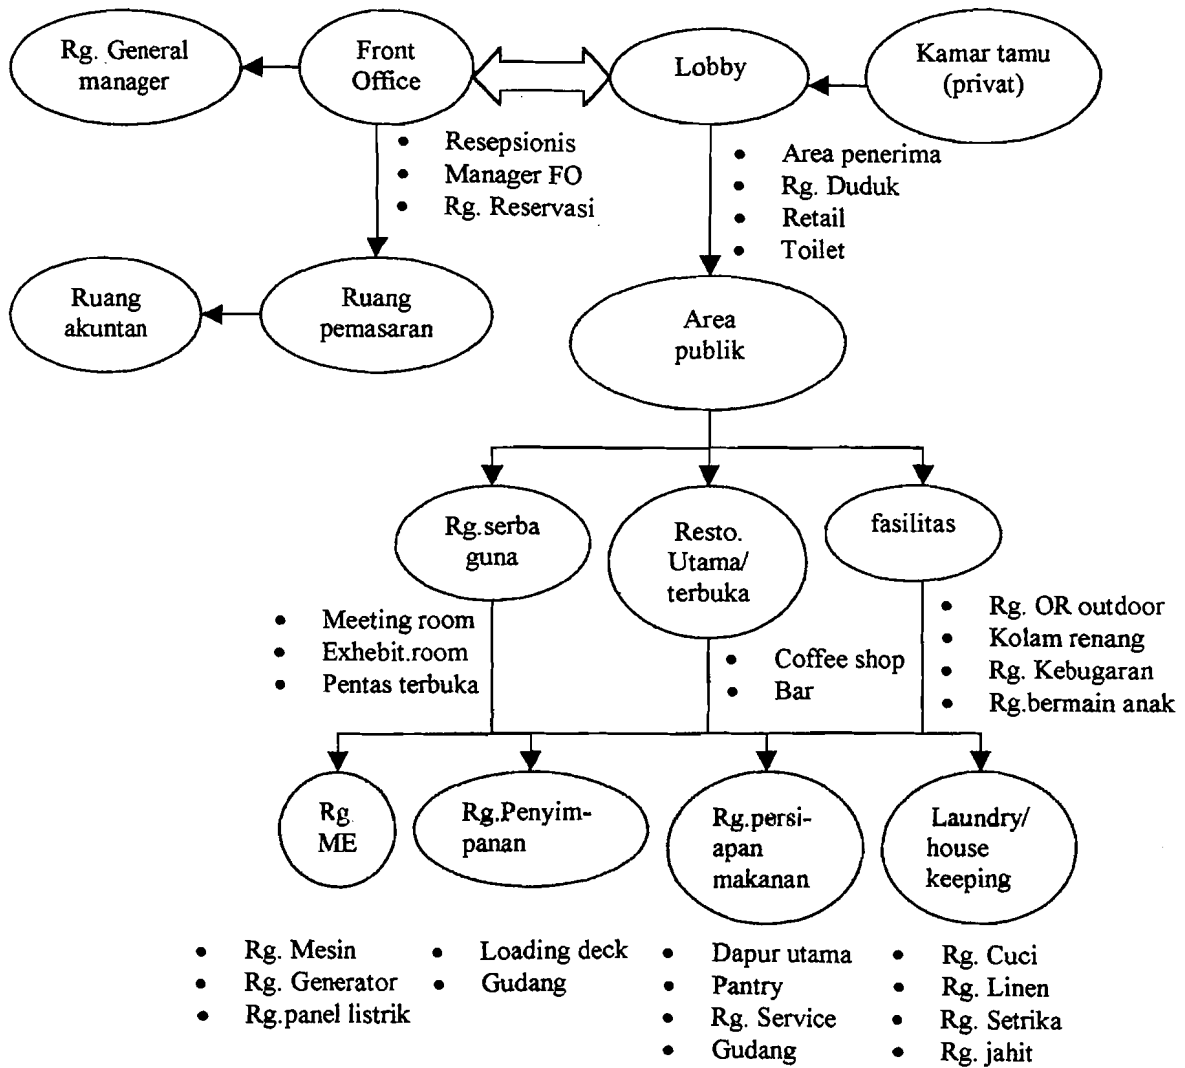 Rg. General
manager
Front
Office
Lobby
Kamar tamu
(privat)
• Resepsionis
• Manager FO
• Rg. Reservasi
• Area penerima
• Rg. Duduk
• Retail
• Toilet
Ruang
akuntan
Ruang
pemasaran
Area
publik
Rg.serba
guna
Resto.
Utama/
terbuka
fasilitas
• Meeting room
• Exhebit.room
• Pentas terbuka
• Coffee shop
• Bar
• Rg. OR outdoor
• Kolam renang
• Rg. Kebugaran
• Rg.bermain anak
Rg.
ME
Rg.Penyim-
panan
Rg.persi-
apan
makanan
Laundry/
house
keeping
• Rg. Mesin
• Rg. Generator
• Rg.panel listrik
• Loading deck
• Gudang
• Dapur utama
• Pantry
• Rg. Service
• Gudang
• Rg. Cuci
• Rg. Linen
• Rg. Setrika
• Rg. jahit